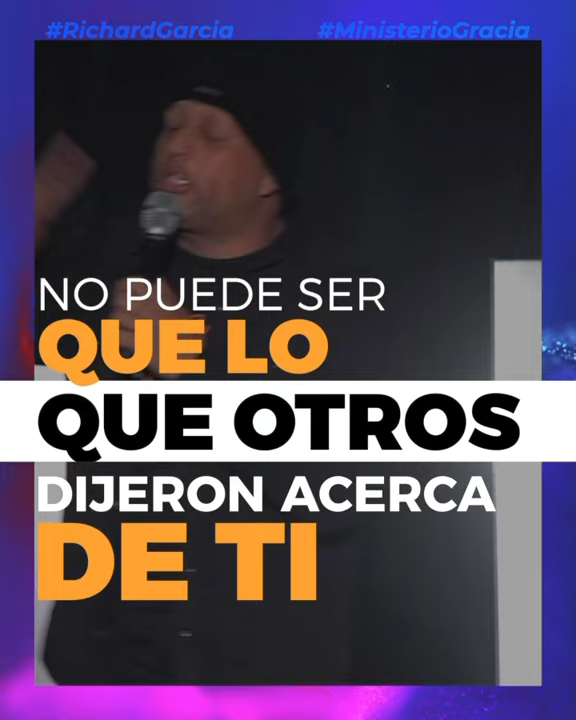 #RichardGarcia #MinisterioGracia
NO PUEDE SER
QUE LO
QUE OTROS
DIJERON ACERCA
DE TI